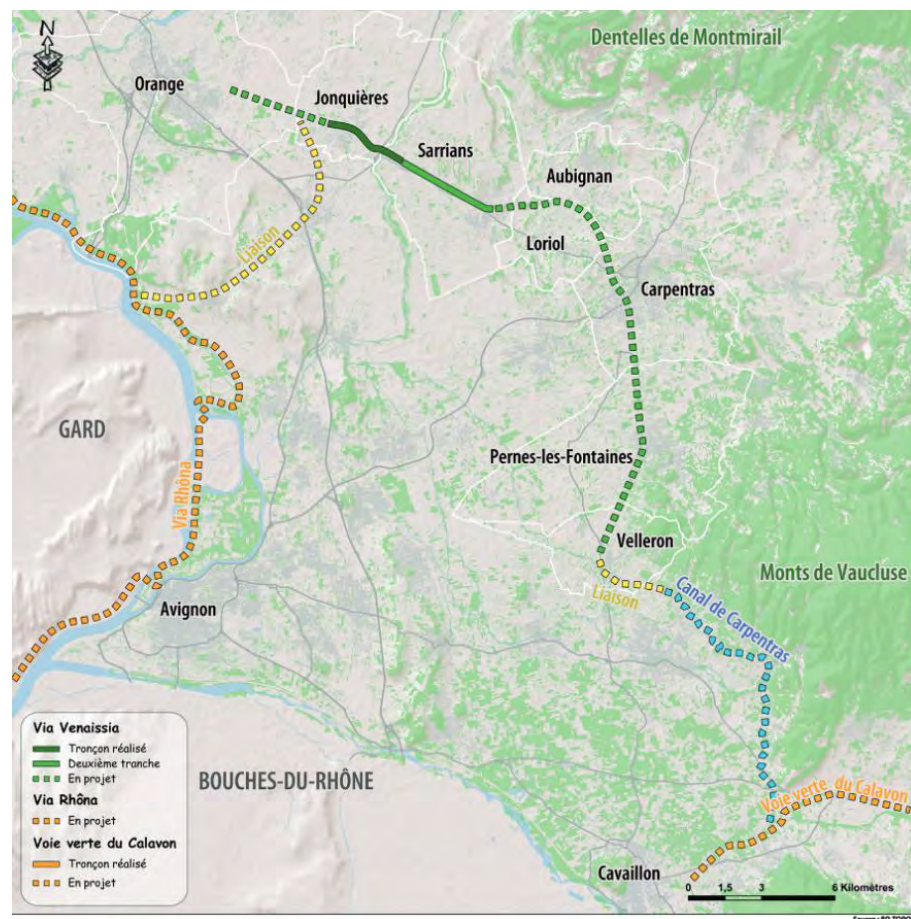 N
Dentelles de Montmirail
Orange
Jonquières
Sarrians
Aubignan
Liaison
Loriol
Carpentras
GARD
Pernes-les-Fontaines
Via Rhôna
Velleron
Monts de Vaucluse
Liaison
Canal de Carpentras
Avignon
Via Venaissia
Tronçon réalisé
Deuxième tranche
En projet
Via Rhôna
En projet
Voie verte du Calavon
Tronçon réalisé
En projet
BOUCHES-DU-RHÔNE
Voie verte du Calavon
Cavaillon
0 1,5 3 6 Kilomètres